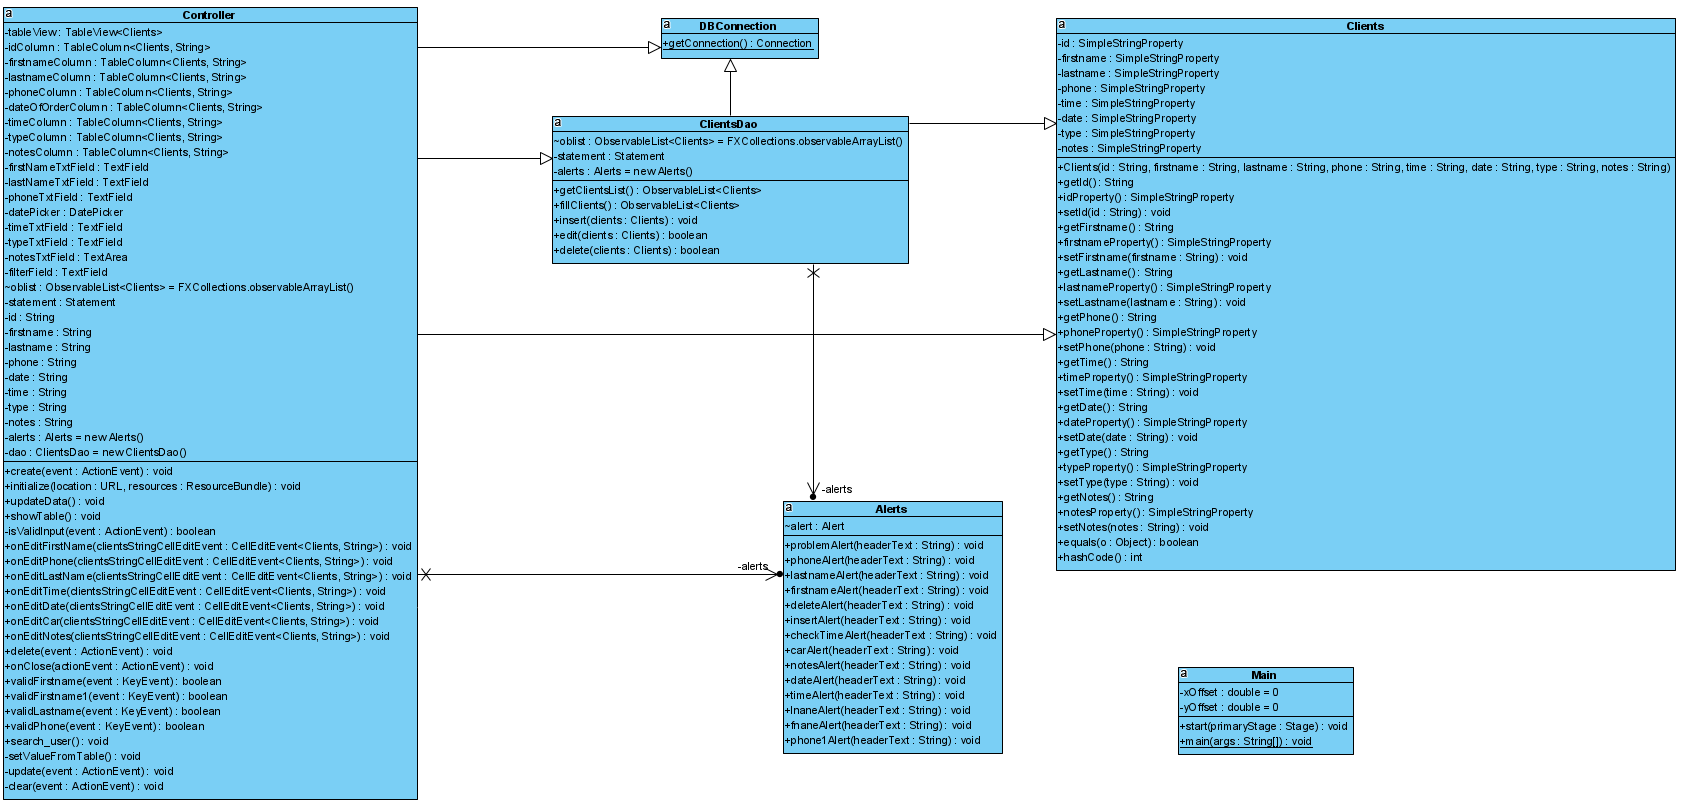 a
Controller
-tableView : TableView<Clients>
-idColumn : TableColumn<Clients, String>
-firstnameColumn : TableColumn<Clients, String>
-lastnameColumn : TableColumn<Clients, String>
-phoneColumn : TableColumn<Clients, String>
-dateOfOrderColumn : TableColumn<Clients, String>
-timeColumn : TableColumn<Clients, String>
-typeColumn : TableColumn<Clients, String>
-notesColumn : TableColumn<Clients, String>
-firstNameTxtField : TextField
-lastNameTxtField : TextField
-phoneTxtField : TextField
-datePicker : DatePicker
-timeTxtField : TextField
-typeTxtField : TextField
-notesTxtField : TextArea
-filterField : TextField
~oblist : ObservableList<Clients> = FXCollections.observableArrayList()
-statement : Statement
-id : String
-firstname : String
-lastname : String
-phone : String
-date : String
-time : String
-type : String
-notes : String
-alerts : Alerts = new Alerts()
-dao : ClientsDao = new ClientsDao()
+create(event : ActionEvent) : void
+initialize(location : URL, resources : ResourceBundle) : void
+updateData() : void
+showTable() : void
-isValidInput(event : ActionEvent) : boolean
+onEditFirstName(clientsStringCellEditEvent : CellEditEvent<Clients, String>) : void
+onEditPhone(clientsStringCellEditEvent : CellEditEvent<Clients, String>) : void
+onEditLastName(clientsStringCellEditEvent : CellEditEvent<Clients, String>) : void
+onEditTime(clientsStringCellEditEvent : CellEditEvent<Clients, String>) : void
+onEditDate(clientsStringCellEditEvent : CellEditEvent<Clients, String>) : void
+onEditCar(clientsStringCellEditEvent : CellEditEvent<Clients, String>) : void
+onEditNotes(clientsStringCellEditEvent : CellEditEvent<Clients, String>) : void
+delete(event : ActionEvent) : void
+onClose(actionEvent : ActionEvent) : void
+validFirstname(event : KeyEvent) : boolean
+validFirstname1(event : KeyEvent) : boolean
+validLastname(event : KeyEvent) : boolean
+validPhone(event : KeyEvent) : boolean
+search_user() : void
-setValueFromTable() : void
-update(event : ActionEvent) : void
-clear(event : ActionEvent) : void
a
DBConnection
+getConnection() : Connection
a
ClientsDao
~oblist : ObservableList<Clients> = FXCollections.observableArrayList()
-statement : Statement
-alerts : Alerts = new Alerts()
+getClientsList() : ObservableList<Clients>
+fillClients() : ObservableList<Clients>
+insert(clients : Clients) : void
+edit(clients : Clients) : boolean
+delete(clients : Clients) : boolean
-alerts
-alerts
a
Alerts
~alert : Alert
+problemAlert(headerText : String) : void
+phoneAlert(headerText : String) : void
+lastnameAlert(headerText : String) : void
+firstnameAlert(headerText : String) : void
+deleteAlert(headerText : String) : void
+insertAlert(headerText : String) : void
+checkTimeAlert(headerText : String) : void
+carAlert(headerText : String) : void
+notesAlert(headerText : String) : void
+dateAlert(headerText : String) : void
+timeAlert(headerText : String) : void
+lnaneAlert(headerText : String) : void
+fnaneAlert(headerText : String) : void
+phone1Alert(headerText : String) : void
a
Clients
-id : SimpleStringProperty
-firstname : SimpleStringProperty
-lastname : SimpleStringProperty
-phone : SimpleStringProperty
-time : SimpleStringProperty
-date : SimpleStringProperty
-type : SimpleStringProperty
-notes : SimpleStringProperty
+Clients(id : String, firstname : String, lastname : String, phone : String, time : String, date : String, type : String, notes : String)
+getId() : String
+idProperty() : SimpleStringProperty
+setId(id : String) : void
+getFirstname() : String
+firstnameProperty() : SimpleStringProperty
+setFirstname(firstname : String) : void
+getLastname() : String
+lastnameProperty() : SimpleStringProperty
+setLastname(lastname : String) : void
+getPhone() : String
+phoneProperty() : SimpleStringProperty
+setPhone(phone : String) : void
+getTime() : String
+timeProperty() : SimpleStringProperty
+setTime(time : String) : void
+getDate() : String
+dateProperty() : SimpleStringProperty
+setDate(date : String) : void
+getType() : String
+typeProperty() : SimpleStringProperty
+setType(type : String) : void
+getNotes() : String
+notesProperty() : SimpleStringProperty
+setNotes(notes : String) : void
+equals(o : Object) : boolean
+hashCode() : int
a
Main
-xOffset : double = 0
-yOffset : double = 0
+start(primaryStage : Stage) : void
+main(args : String[]) : void